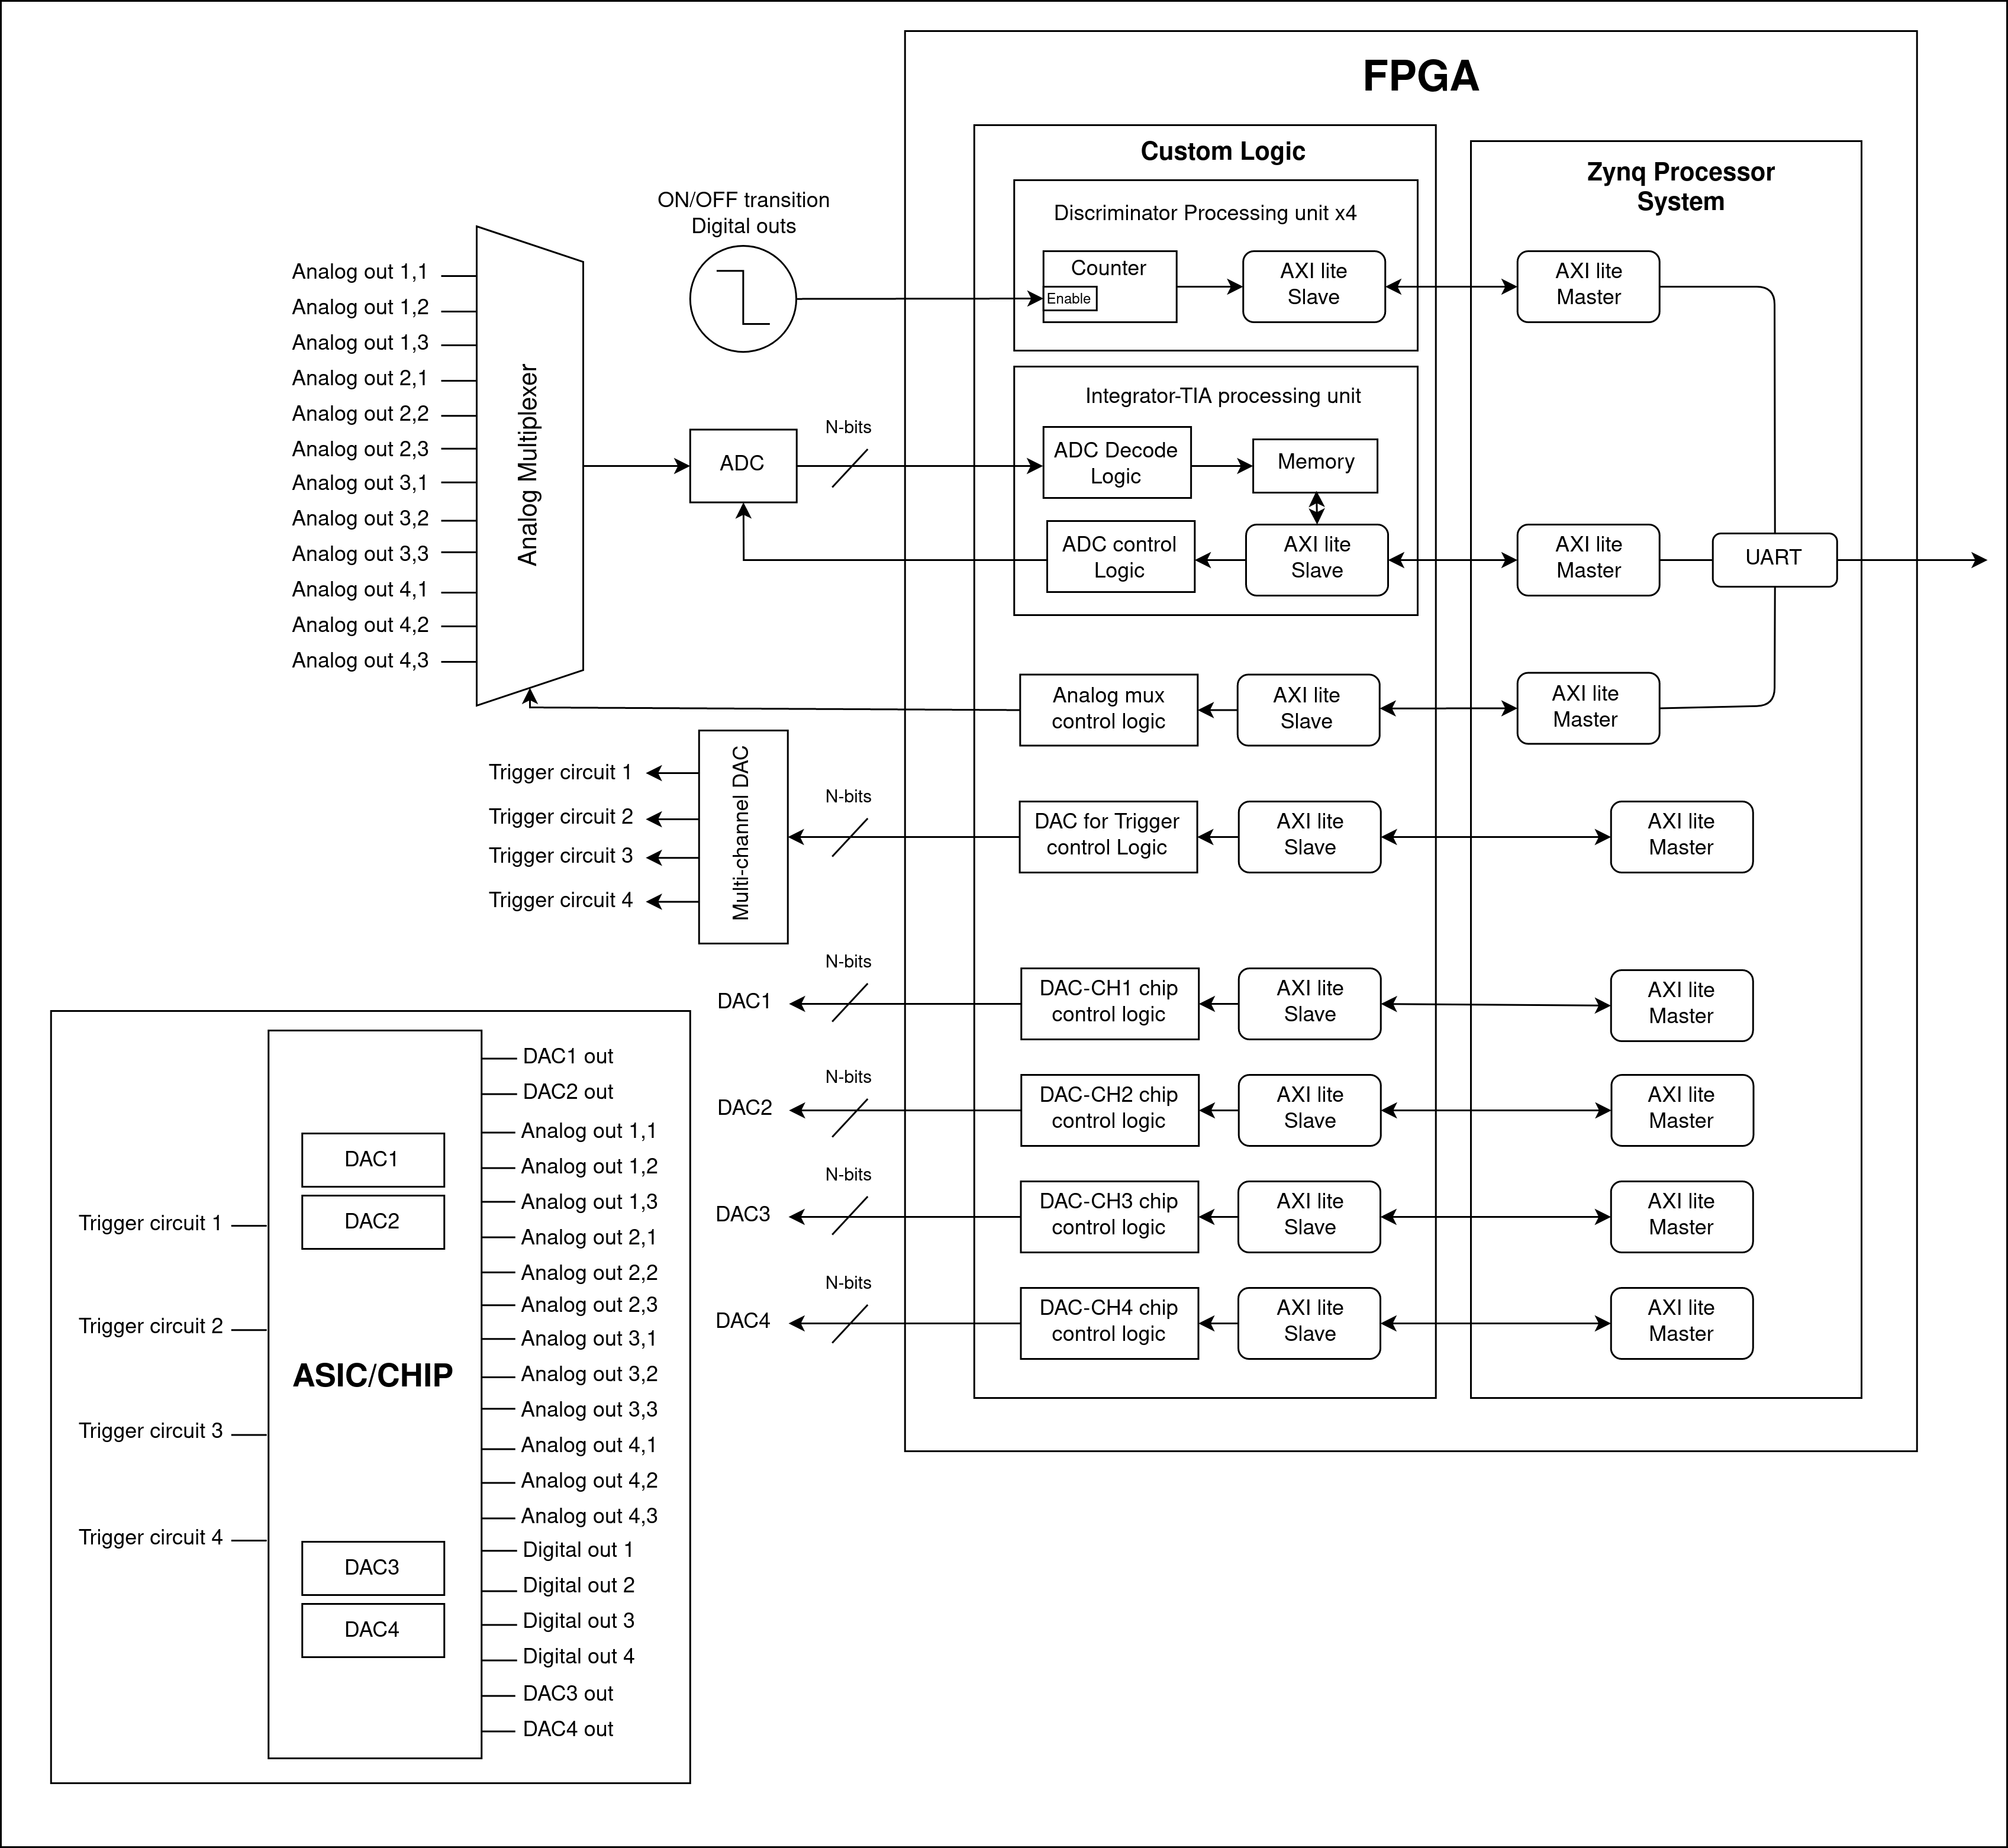 FPGA
Custom Logic
Zynq Processor
System
ON/OFF transition
Digital outs
Discriminator Processing unit x4
Counter
Enable
AXI lite
Slave
AXI lite
Master
Analog out 1,1
Analog out 1,2
Analog out 1,3
Analog out 2,1
Analog out 2,2
Analog out 2,3
Analog out 3,1
Analog out 3,2
Analog out 3,3
Analog out 4,1
Analog out 4,2
Analog out 4,3
Analog Multiplexer
ADC
N-bits
Integrator-TIA processing unit
ADC Decode
Logic
Memory
ADC control
Logic
AXI lite
Slave
AXI lite
Master
UART
Analog mux
control logic
AXI lite
Slave
AXI lite
Master
Trigger circuit 1
Trigger circuit 2
Trigger circuit 3
Trigger circuit 4
Multi-channel DAC
N-bits
DAC for Trigger
control Logic
AXI lite
Slave
AXI lite
Master
DAC1
N-bits
DAC-CH1 chip
control logic
AXI lite
Slave
AXI lite
Master
DAC2
N-bits
DAC-CH2 chip
control logic
AXI lite
Slave
AXI lite
Master
DAC3
N-bits
DAC-CH3 chip
control logic
AXI lite
Slave
AXI lite
Master
DAC4
N-bits
DAC-CH4 chip
control logic
AXI lite
Slave
AXI lite
Master
Trigger circuit 1
Trigger circuit 2
Trigger circuit 3
Trigger circuit 4
DAC1
DAC2
ASIC/CHIP
DAC3
DAC4
DAC1 out
DAC2 out
Analog out 1,1
Analog out 1,2
Analog out 1,3
Analog out 2,1
Analog out 2,2
Analog out 2,3
Analog out 3,1
Analog out 3,2
Analog out 3,3
Analog out 4,1
Analog out 4,2
Analog out 4,3
Digital out 1
Digital out 2
Digital out 3
Digital out 4
DAC3 out
DAC4 out